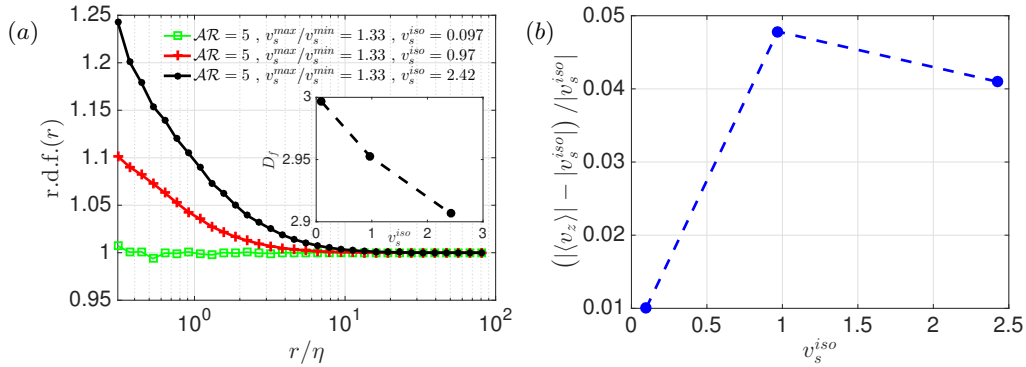 (a)
r.d.f.(r)
1.25
1.2
1.15
1.1
1.05
1
0.95
𝒜ℛ = 5 , v_s^{max}/v_s^{min} = 1.33 , v_s^{iso} = 0.097
𝒜ℛ = 5 , v_s^{max}/v_s^{min} = 1.33 , v_s^{iso} = 0.97
𝒜ℛ = 5 , v_s^{max}/v_s^{min} = 1.33 , v_s^{iso} = 2.42
D_f
3
2.95
2.9
0 1 2 3
v_s^{iso}
10^0 10^1 10^2
r/η
(b)
(|⟨v_z⟩| − |v_s^{iso}|) / |v_s^{iso}|
0.05
0.04
0.03
0.02
0.01
0 0.5 1 1.5 2 2.5
v_s^{iso}